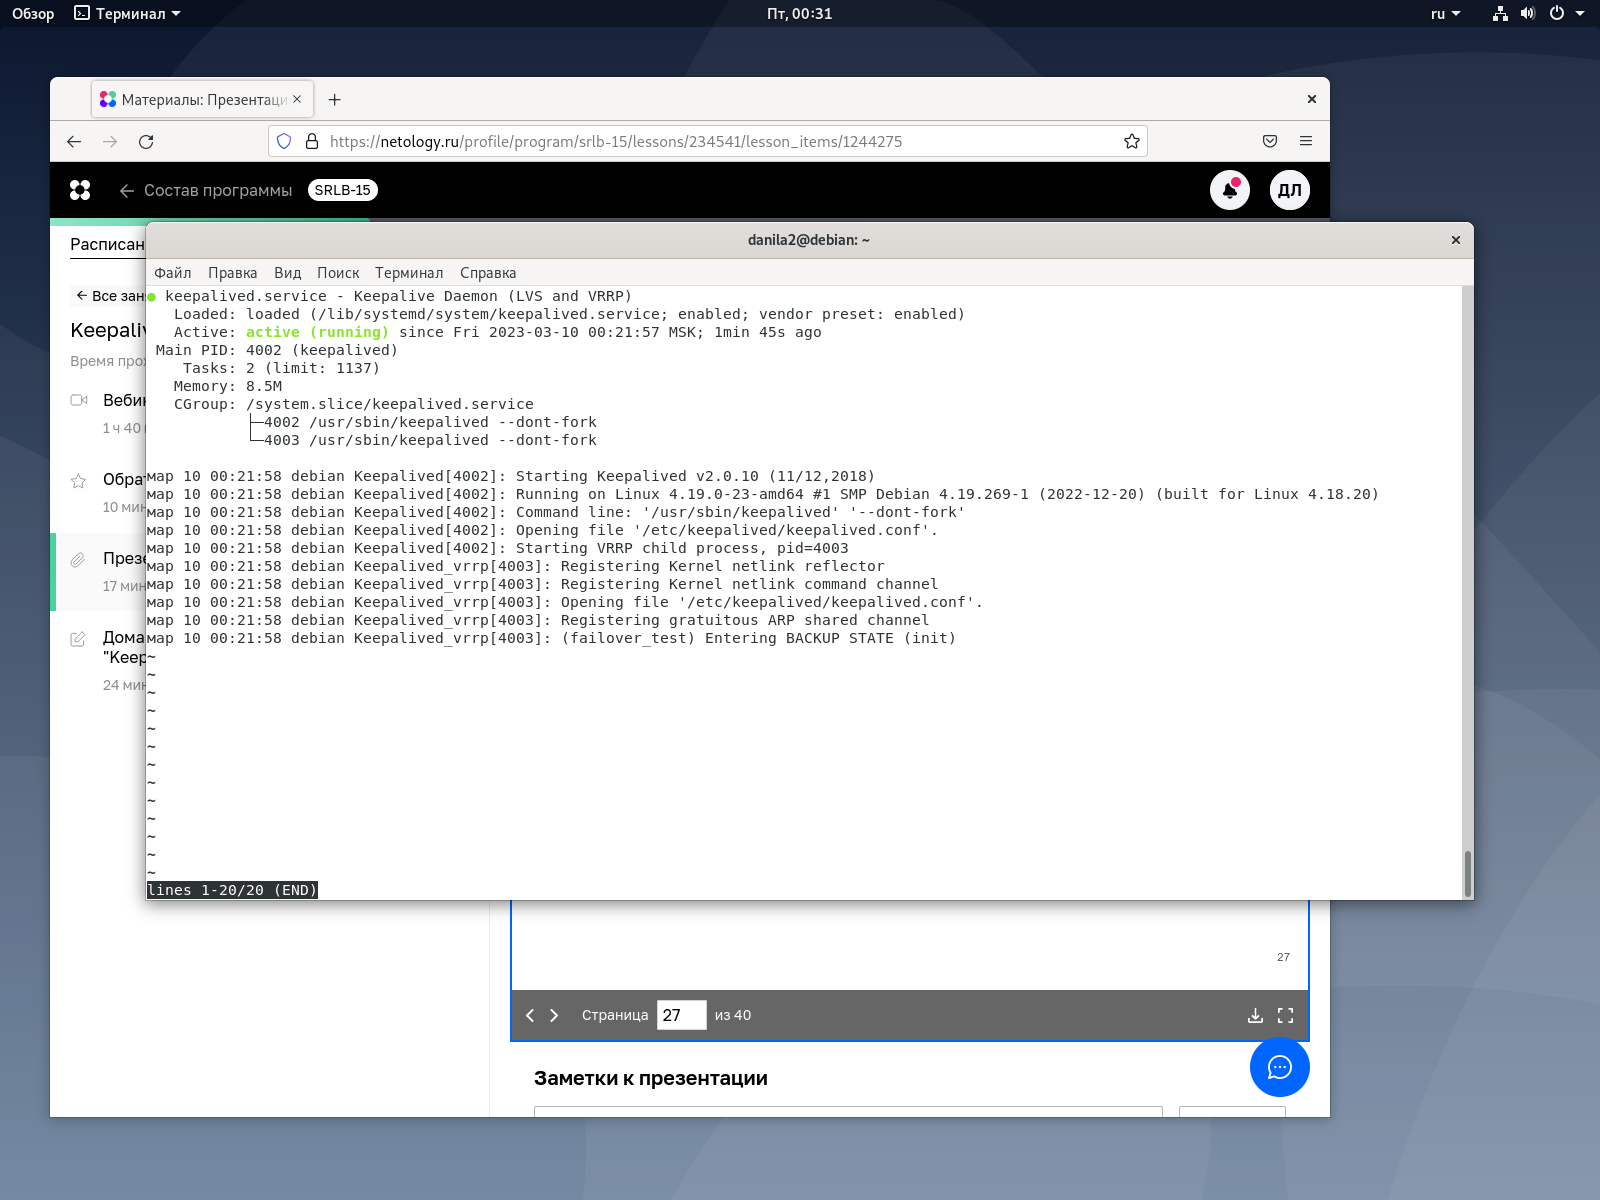 Обзор
Терминал
Пт, 00:31
ru
Материалы: Презентаци
https://netology.ru/profile/program/srlb-15/lessons/234541/lesson_items/1244275
Состав программы
SRLB-15
ДЛ
danila2@debian: ~
Файл Правка Вид Поиск Терминал Справка
● keepalived.service - Keepalive Daemon (LVS and VRRP)
Loaded: loaded (/lib/systemd/system/keepalived.service; enabled; vendor preset: enabled)
Active: active (running) since Fri 2023-03-10 00:21:57 MSK; 1min 45s ago
Main PID: 4002 (keepalived)
Tasks: 2 (limit: 1137)
Memory: 8.5M
CGroup: /system.slice/keepalived.service
├─4002 /usr/sbin/keepalived --dont-fork
└─4003 /usr/sbin/keepalived --dont-fork
мар 10 00:21:58 debian Keepalived[4002]: Starting Keepalived v2.0.10 (11/12,2018)
мар 10 00:21:58 debian Keepalived[4002]: Running on Linux 4.19.0-23-amd64 #1 SMP Debian 4.19.269-1 (2022-12-20) (built for Linux 4.18.20)
мар 10 00:21:58 debian Keepalived[4002]: Command line: '/usr/sbin/keepalived' '--dont-fork'
мар 10 00:21:58 debian Keepalived[4002]: Opening file '/etc/keepalived/keepalived.conf'.
мар 10 00:21:58 debian Keepalived[4002]: Starting VRRP child process, pid=4003
мар 10 00:21:58 debian Keepalived_vrrp[4003]: Registering Kernel netlink reflector
мар 10 00:21:58 debian Keepalived_vrrp[4003]: Registering Kernel netlink command channel
мар 10 00:21:58 debian Keepalived_vrrp[4003]: Opening file '/etc/keepalived/keepalived.conf'.
мар 10 00:21:58 debian Keepalived_vrrp[4003]: Registering gratuitous ARP shared channel
мар 10 00:21:58 debian Keepalived_vrrp[4003]: (failover_test) Entering BACKUP STATE (init)
~
~
~
~
~
~
~
~
~
~
~
~
~
lines 1-20/20 (END)
Расписан
← Все зан
Keepaliv
Время про
Веби
1 ч 40
Обра
10 мин
През
17 мин
Дома
"Keep
24 мин
27
Страница 27 из 40
Заметки к презентации